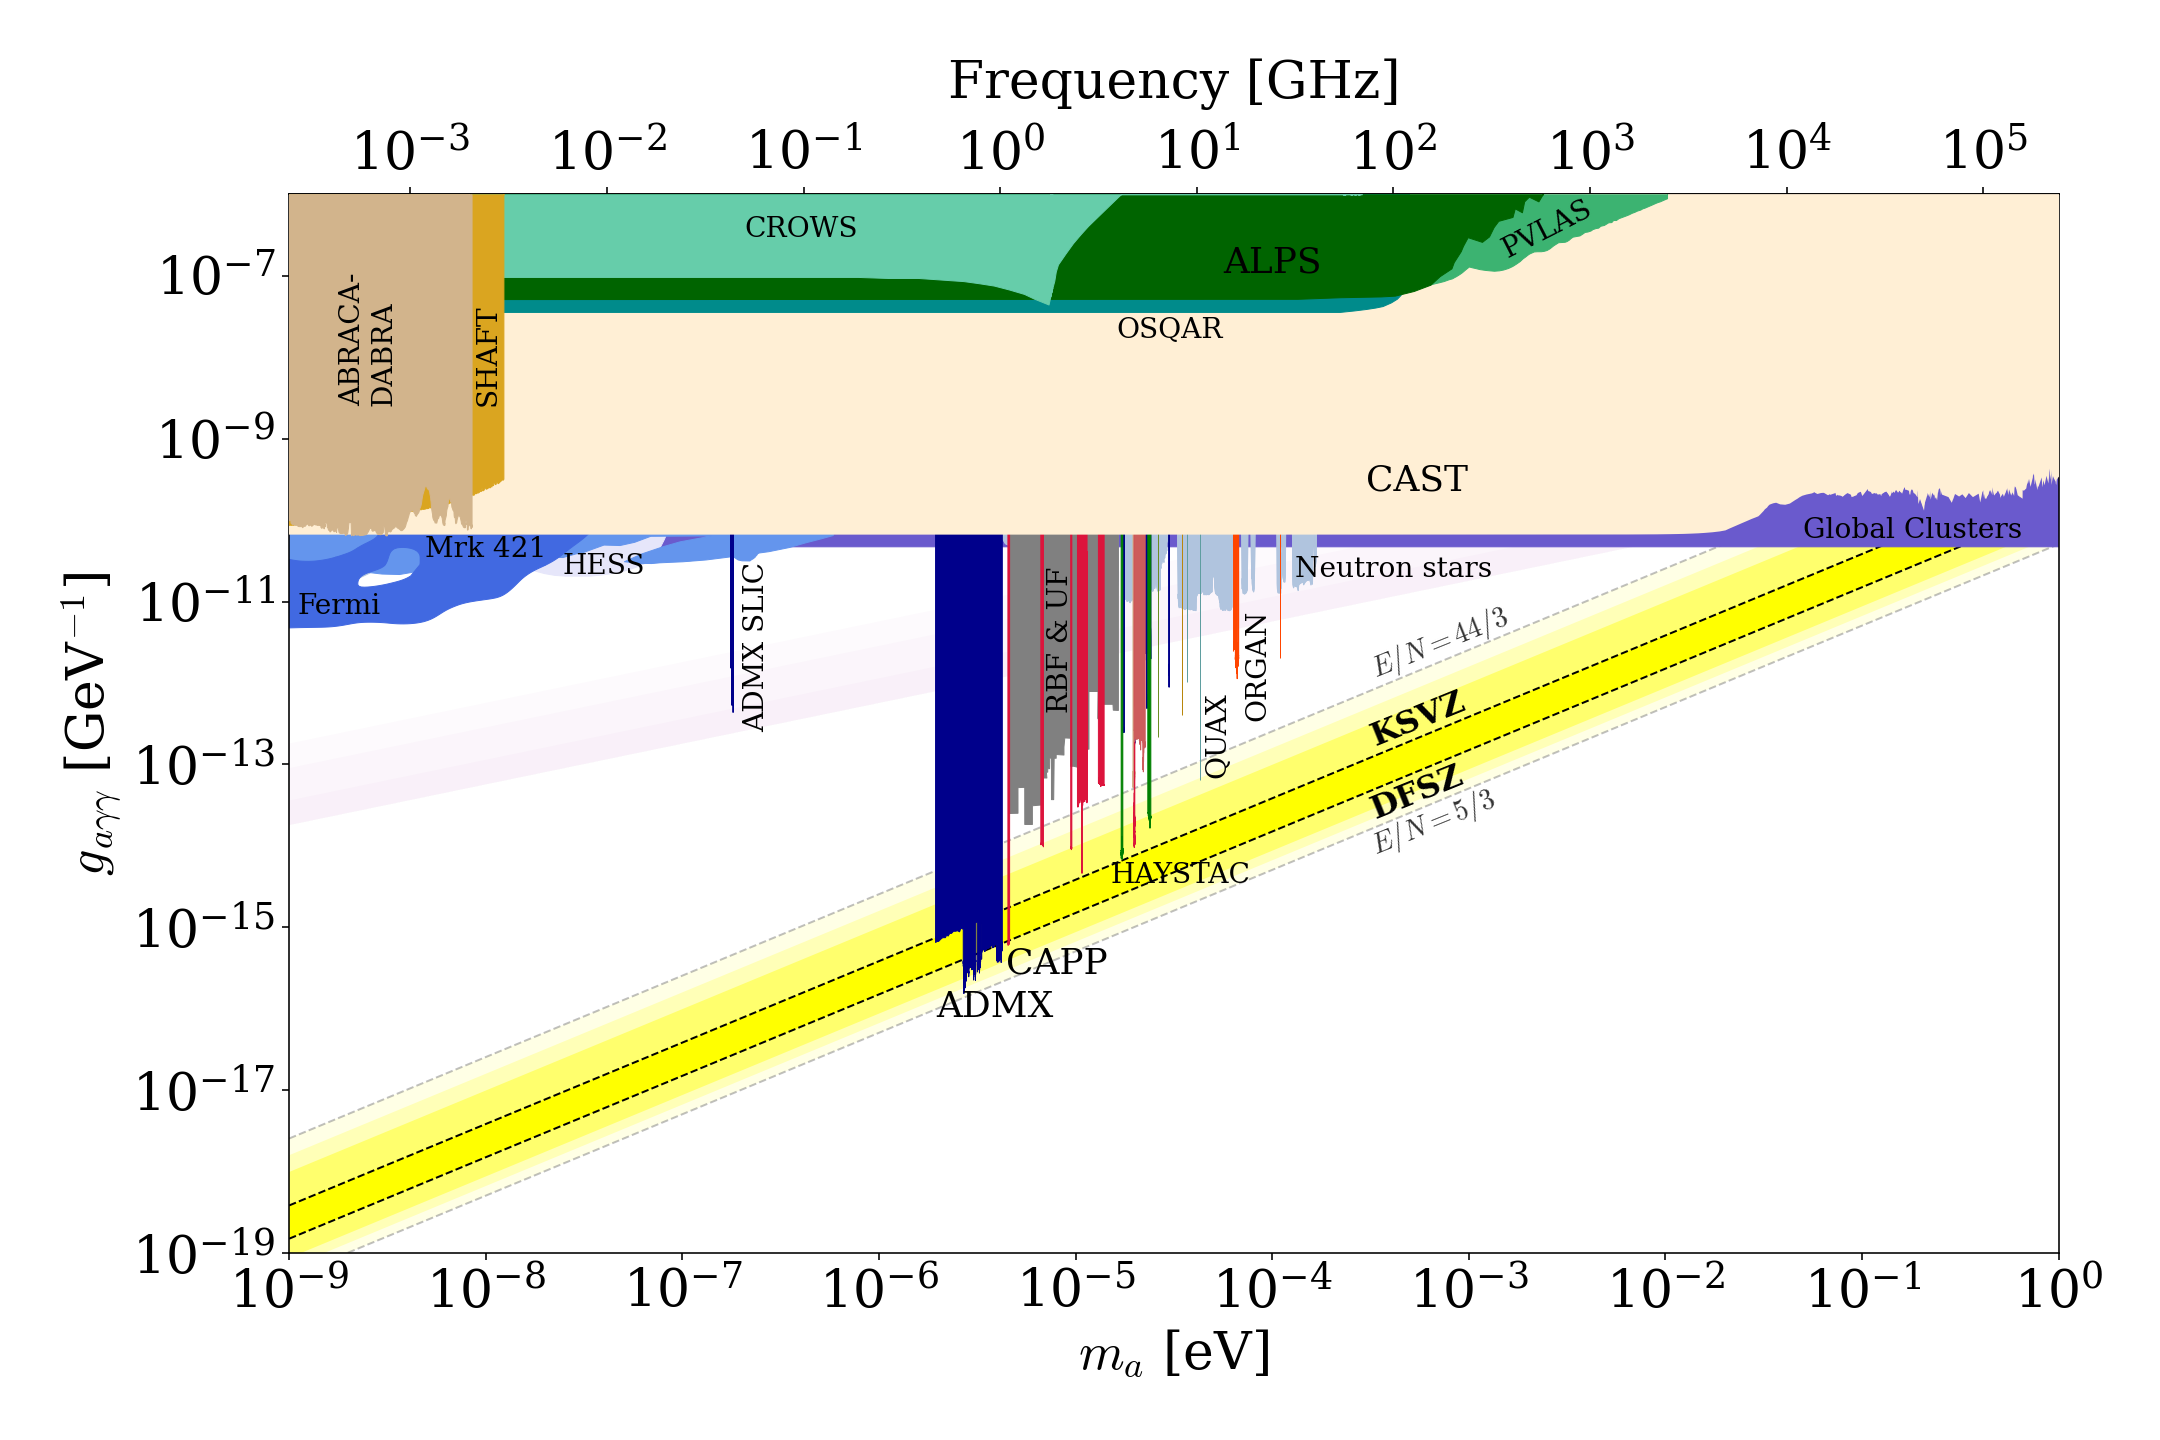 Frequency [GHz]
10⁻³ 10⁻² 10⁻¹ 10⁰ 10¹ 10² 10³ 10⁴ 10⁵
CROWS
PVLAS
ALPS
10⁻⁷
ABRACA-
DABRA
SHAFT
OSQAR
10⁻⁹
CAST
Global Clusters
Mrk 421
HESS
Neutron stars
10⁻¹¹
Fermi
ADMX SLIC
RBF & UF
ORGAN
E/N = 44/3
QUAX
KSVZ
10⁻¹³
DFSZ
E/N = 5/3
HAYSTAC
10⁻¹⁵
CAPP
ADMX
10⁻¹⁷
10⁻¹⁹
g_{aγγ} [GeV⁻¹]
10⁻⁹ 10⁻⁸ 10⁻⁷ 10⁻⁶ 10⁻⁵ 10⁻⁴ 10⁻³ 10⁻² 10⁻¹ 10⁰
mₐ [eV]